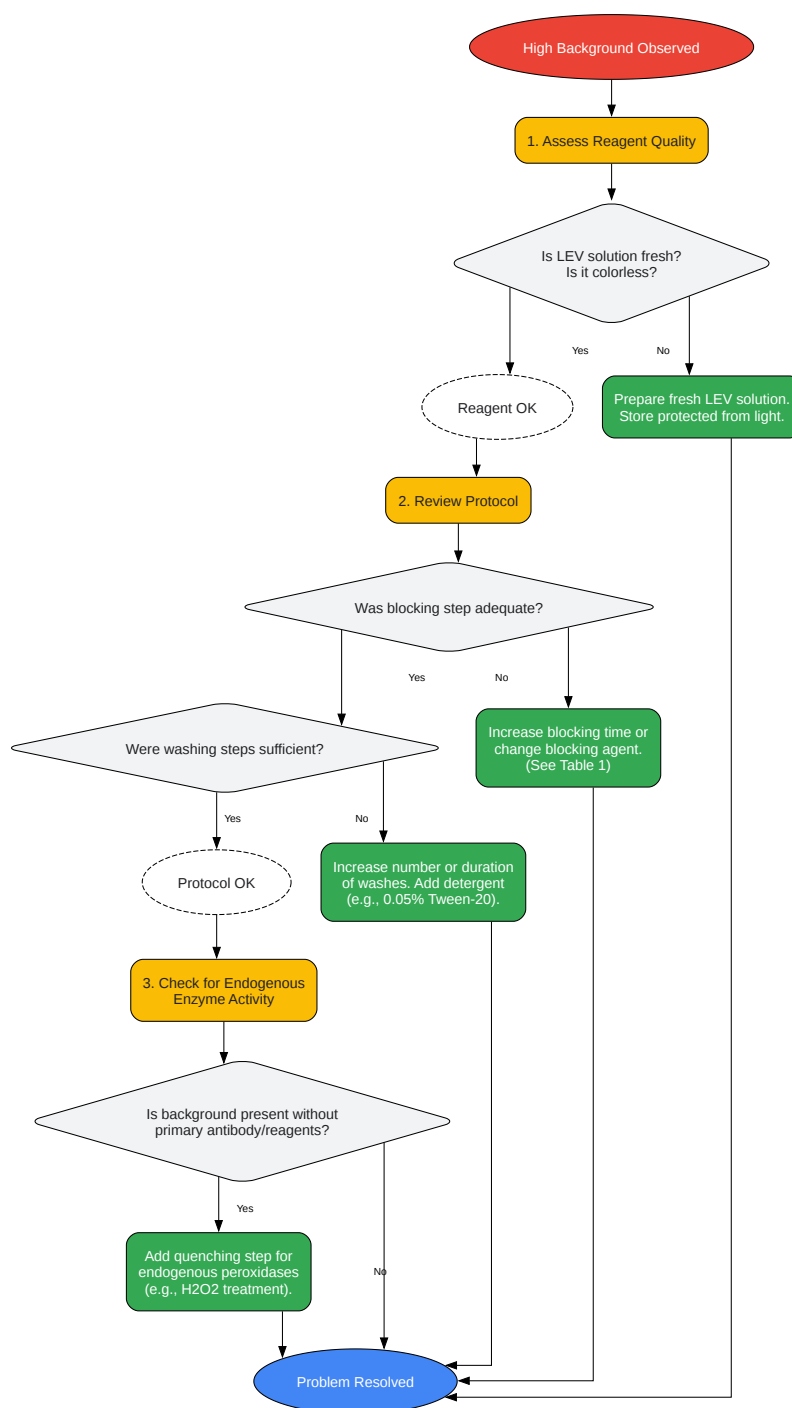 High Background Observed
1. Assess Reagent Quality
Is LEV solution fresh?
Is it colorless?
Yes
No
Reagent OK
Prepare fresh LEV solution.
Store protected from light.
2. Review Protocol
Was blocking step adequate?
Yes
No
Were washing steps sufficient?
Increase blocking time or
change blocking agent.
(See Table 1)
Yes
No
Protocol OK
Increase number or duration
of washes. Add detergent
(e.g., 0.05% Tween-20).
3. Check for Endogenous
Enzyme Activity
Is background present without
primary antibody/reagents?
Yes
Add quenching step for
endogenous peroxidases
(e.g., H2O2 treatment).
No
Problem Resolved